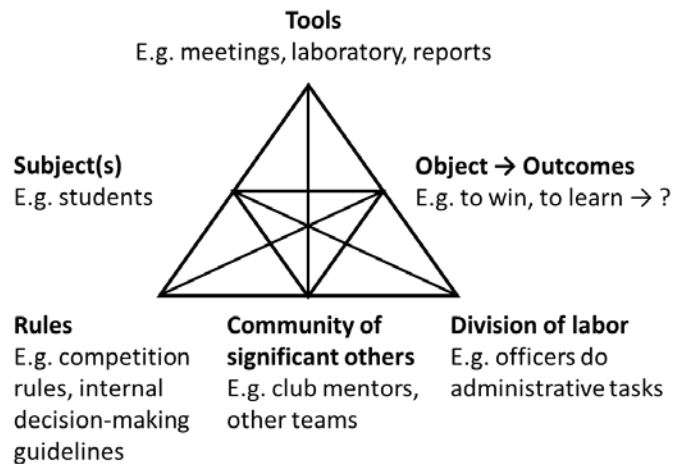 Tools
E.g. meetings, laboratory, reports
Subject(s)
E.g. students
Object → Outcomes
E.g. to win, to learn → ?
Rules
E.g. competition
rules, internal
decision-making
guidelines
Community of
significant others
E.g. club mentors,
other teams
Division of labor
E.g. officers do
administrative tasks